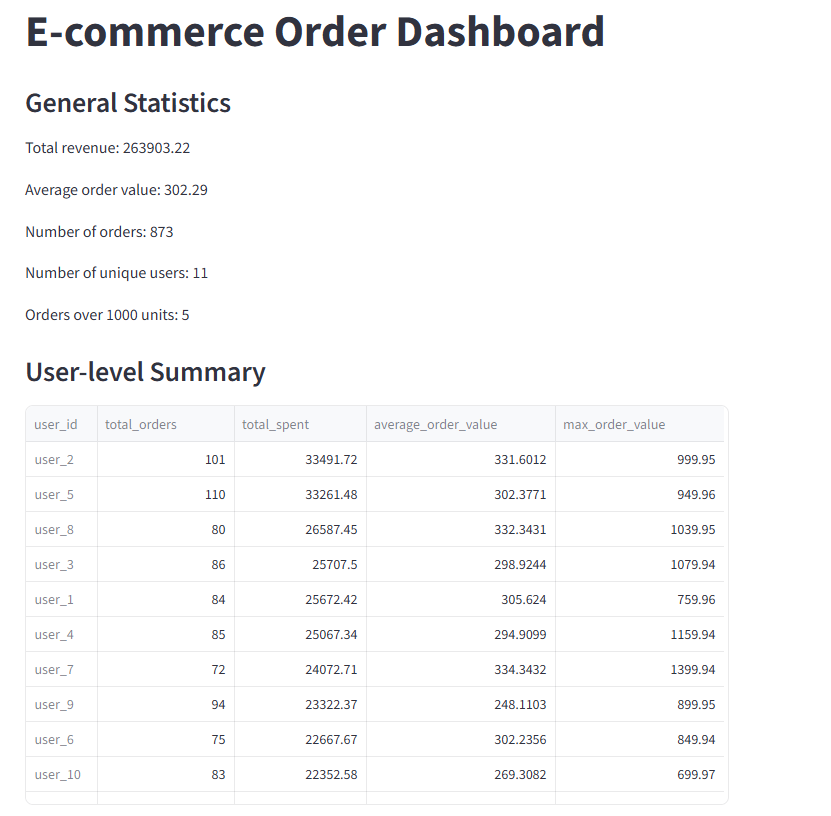 E-commerce Order Dashboard
General Statistics
Total revenue: 263903.22
Average order value: 302.29
Number of orders: 873
Number of unique users: 11
Orders over 1000 units: 5
User-level Summary
user_id total_orders total_spent average_order_value max_order_value
user_2 101 33491.72 331.6012 999.95
user_5 110 33261.48 302.3771 949.96
user_8 80 26587.45 332.3431 1039.95
user_3 86 25707.5 298.9244 1079.94
user_1 84 25672.42 305.624 759.96
user_4 85 25067.34 294.9099 1159.94
user_7 72 24072.71 334.3432 1399.94
user_9 94 23322.37 248.1103 899.95
user_6 75 22667.67 302.2356 849.94
user_10 83 22352.58 269.3082 699.97